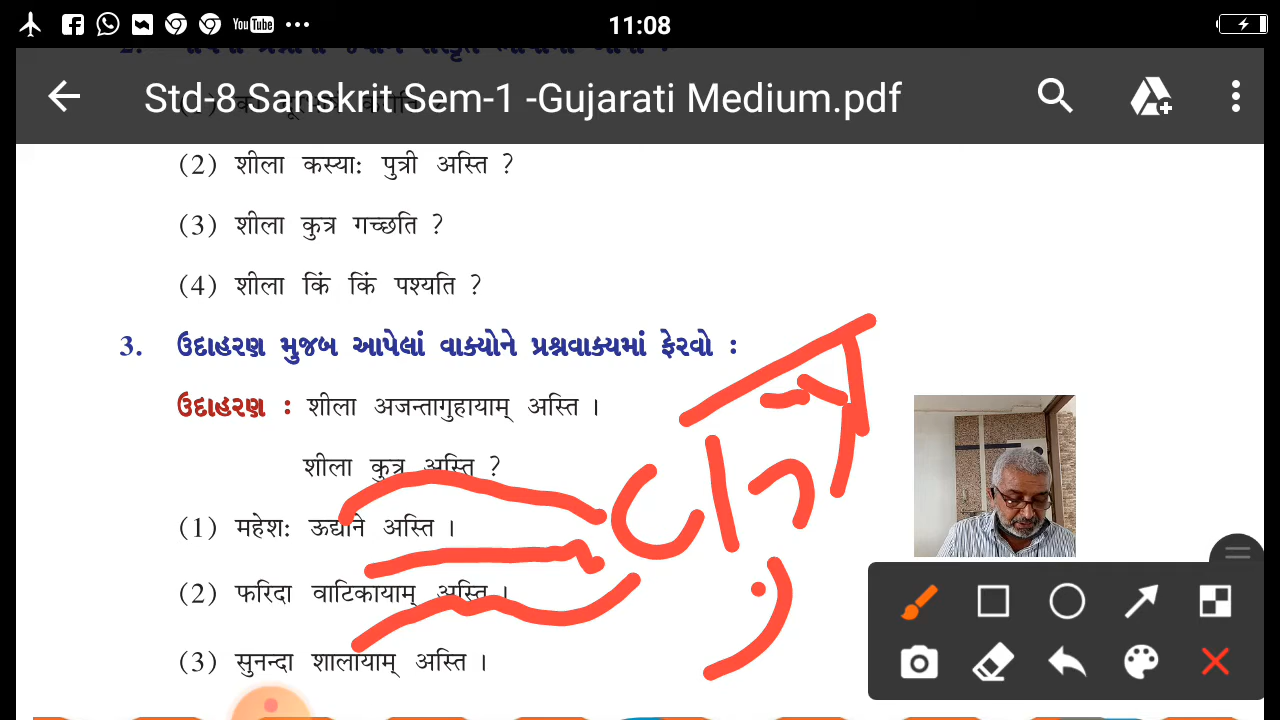 YouTube ••• 11:08
Std-8 Sanskrit Sem-1 -Gujarati Medium.pdf
(2) शीला कस्याः पुत्री अस्ति ?
(3) शीला कुत्र गच्छति ?
(4) शीला किं किं पश्यति ?
3. ઉદાહરણ મુજબ આપેલાં વાક્યોને પ્રશ્નવાક્યમાં ફેરવો :
ઉદાહરણ : शीला अजन्तागुहायाम् अस्ति ।
शीला कुत्र अस्ति ?
(1) महेशः ऊद्याने अस्ति ।
(2) फरिदा वाटिकायाम् अस्ति ।
(3) सुनन्दा शालायाम् अस्ति ।